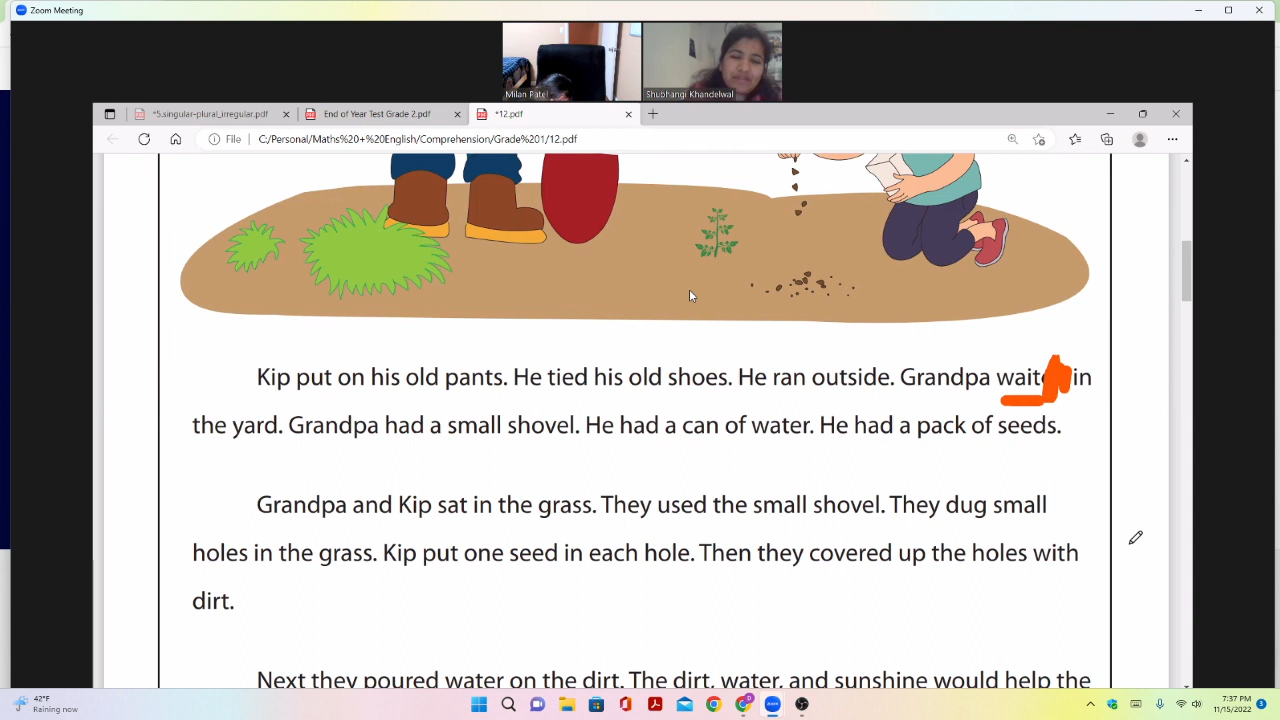 Zoom Meeting
Milan Patel
Shubhangi Khandelwal
*5.singular-plural_irregular.pdf
End of Year Test Grade 2.pdf
*12.pdf
File
C:/Personal/Maths%20+%20English/Comprehension/Grade%201/12.pdf
Kip put on his old pants. He tied his old shoes. He ran outside. Grandpa in
the yard. Grandpa had a small shovel. He had a can of water. He had a pack of seeds.
Grandpa and Kip sat in the grass. They used the small shovel. They dug small
holes in the grass. Kip put one seed in each hole. Then they covered up the holes with
dirt.
Next they poured water on the dirt. The dirt, water, and sunshine would help the
42°F
Raining now
7:37 PM
11/15/2022
3